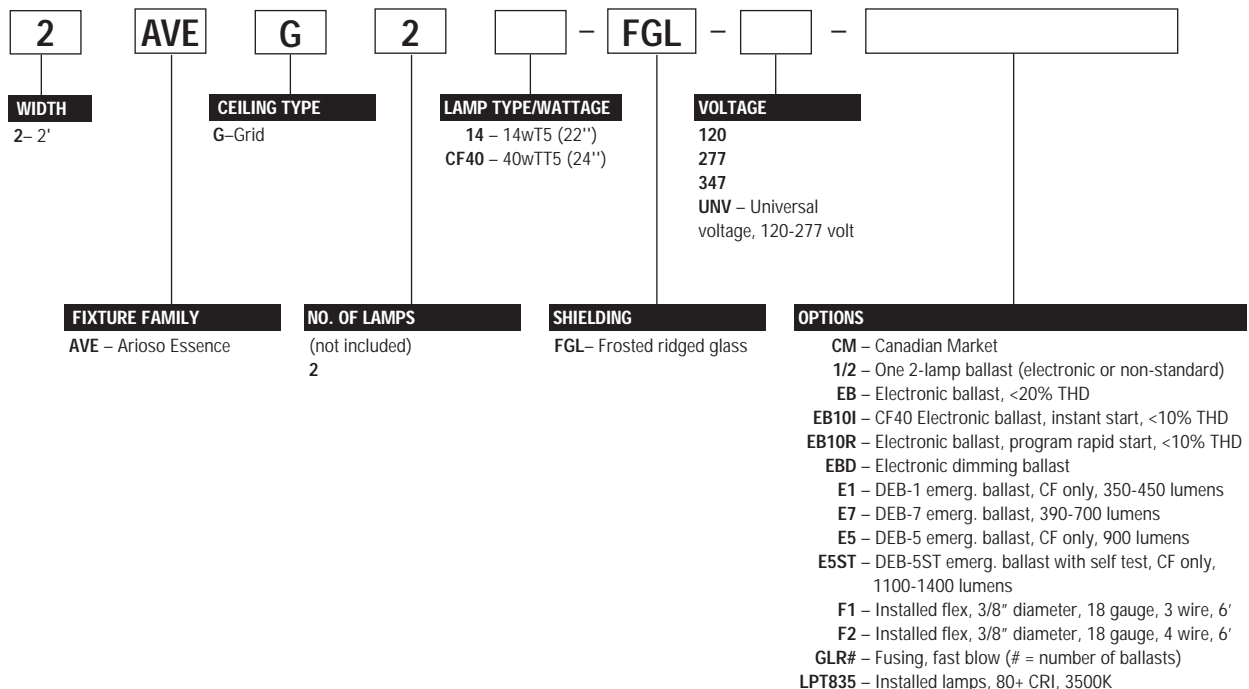 2 AVE G 2 – FGL – –
WIDTH
2– 2'
CEILING TYPE
G–Grid
LAMP TYPE/WATTAGE
14 – 14wT5 (22'')
CF40 – 40wTT5 (24'')
VOLTAGE
120
277
347
UNV – Universal
voltage, 120-277 volt
FIXTURE FAMILY
AVE – Arioso Essence
NO. OF LAMPS
(not included)
2
SHIELDING
FGL– Frosted ridged glass
OPTIONS
CM – Canadian Market
1/2 – One 2-lamp ballast (electronic or non-standard)
EB – Electronic ballast, <20% THD
EB10I – CF40 Electronic ballast, instant start, <10% THD
EB10R – Electronic ballast, program rapid start, <10% THD
EBD – Electronic dimming ballast
E1 – DEB-1 emerg. ballast, CF only, 350-450 lumens
E7 – DEB-7 emerg. ballast, 390-700 lumens
E5 – DEB-5 emerg. ballast, CF only, 900 lumens
E5ST – DEB-5ST emerg. ballast with self test, CF only,
1100-1400 lumens
F1 – Installed flex, 3/8" diameter, 18 gauge, 3 wire, 6'
F2 – Installed flex, 3/8" diameter, 18 gauge, 4 wire, 6'
GLR# – Fusing, fast blow (# = number of ballasts)
LPT835 – Installed lamps, 80+ CRI, 3500K